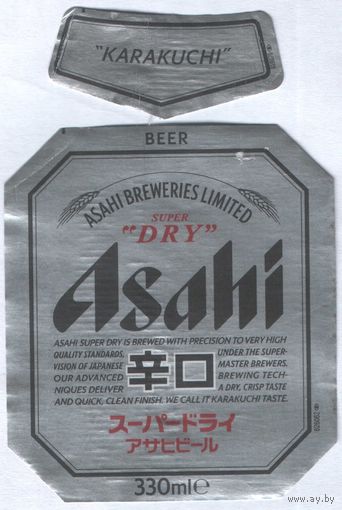 "KARAKUCHI"
BEER
ASAHI BREWERIES LIMITED
SUPER
"DRY"
Asahi
ASAHI SUPER DRY IS BREWED WITH PRECISION TO VERY HIGH
QUALITY STANDARDS, UNDER THE SUPER-
VISION OF JAPANESE MASTER BREWERS.
OUR ADVANCED BREWING TECH-
NIQUES DELIVER A DRY, CRISP TASTE
AND QUICK, CLEAN FINISH. WE CALL IT KARAKUCHI TASTE.
辛口
スーパードライ
アサヒビール
330ml℮
www.ay.by